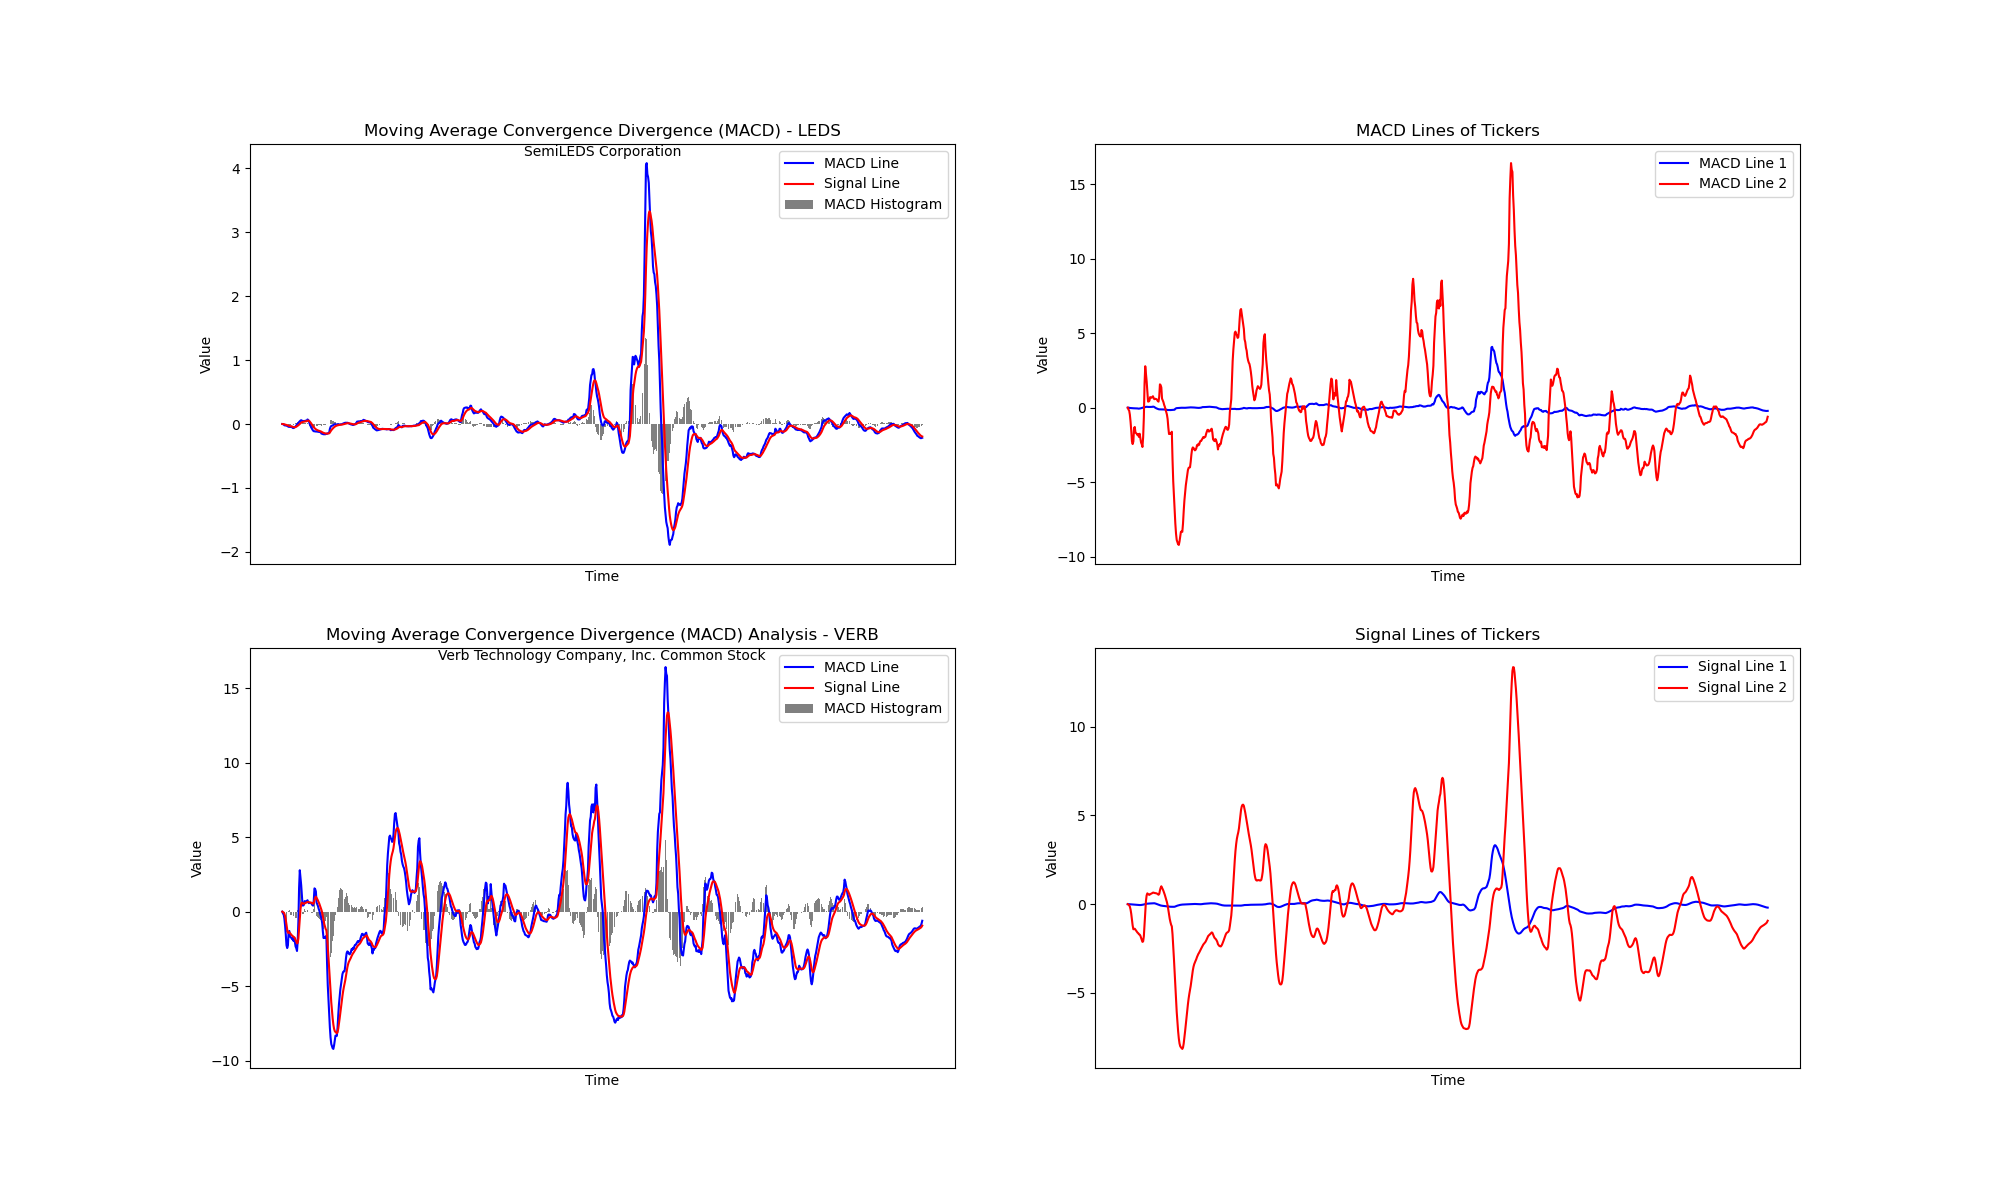 Moving Average Convergence Divergence (MACD) - LEDS
SemiLEDS Corporation
MACD Line
Signal Line
MACD Histogram
4
3
2
1
0
−1
−2
Value
Time
MACD Lines of Tickers
MACD Line 1
MACD Line 2
15
10
5
0
−5
−10
Value
Time
Moving Average Convergence Divergence (MACD) Analysis - VERB
Verb Technology Company, Inc. Common Stock
MACD Line
Signal Line
MACD Histogram
15
10
5
0
−5
−10
Value
Time
Signal Lines of Tickers
Signal Line 1
Signal Line 2
10
5
0
−5
Value
Time